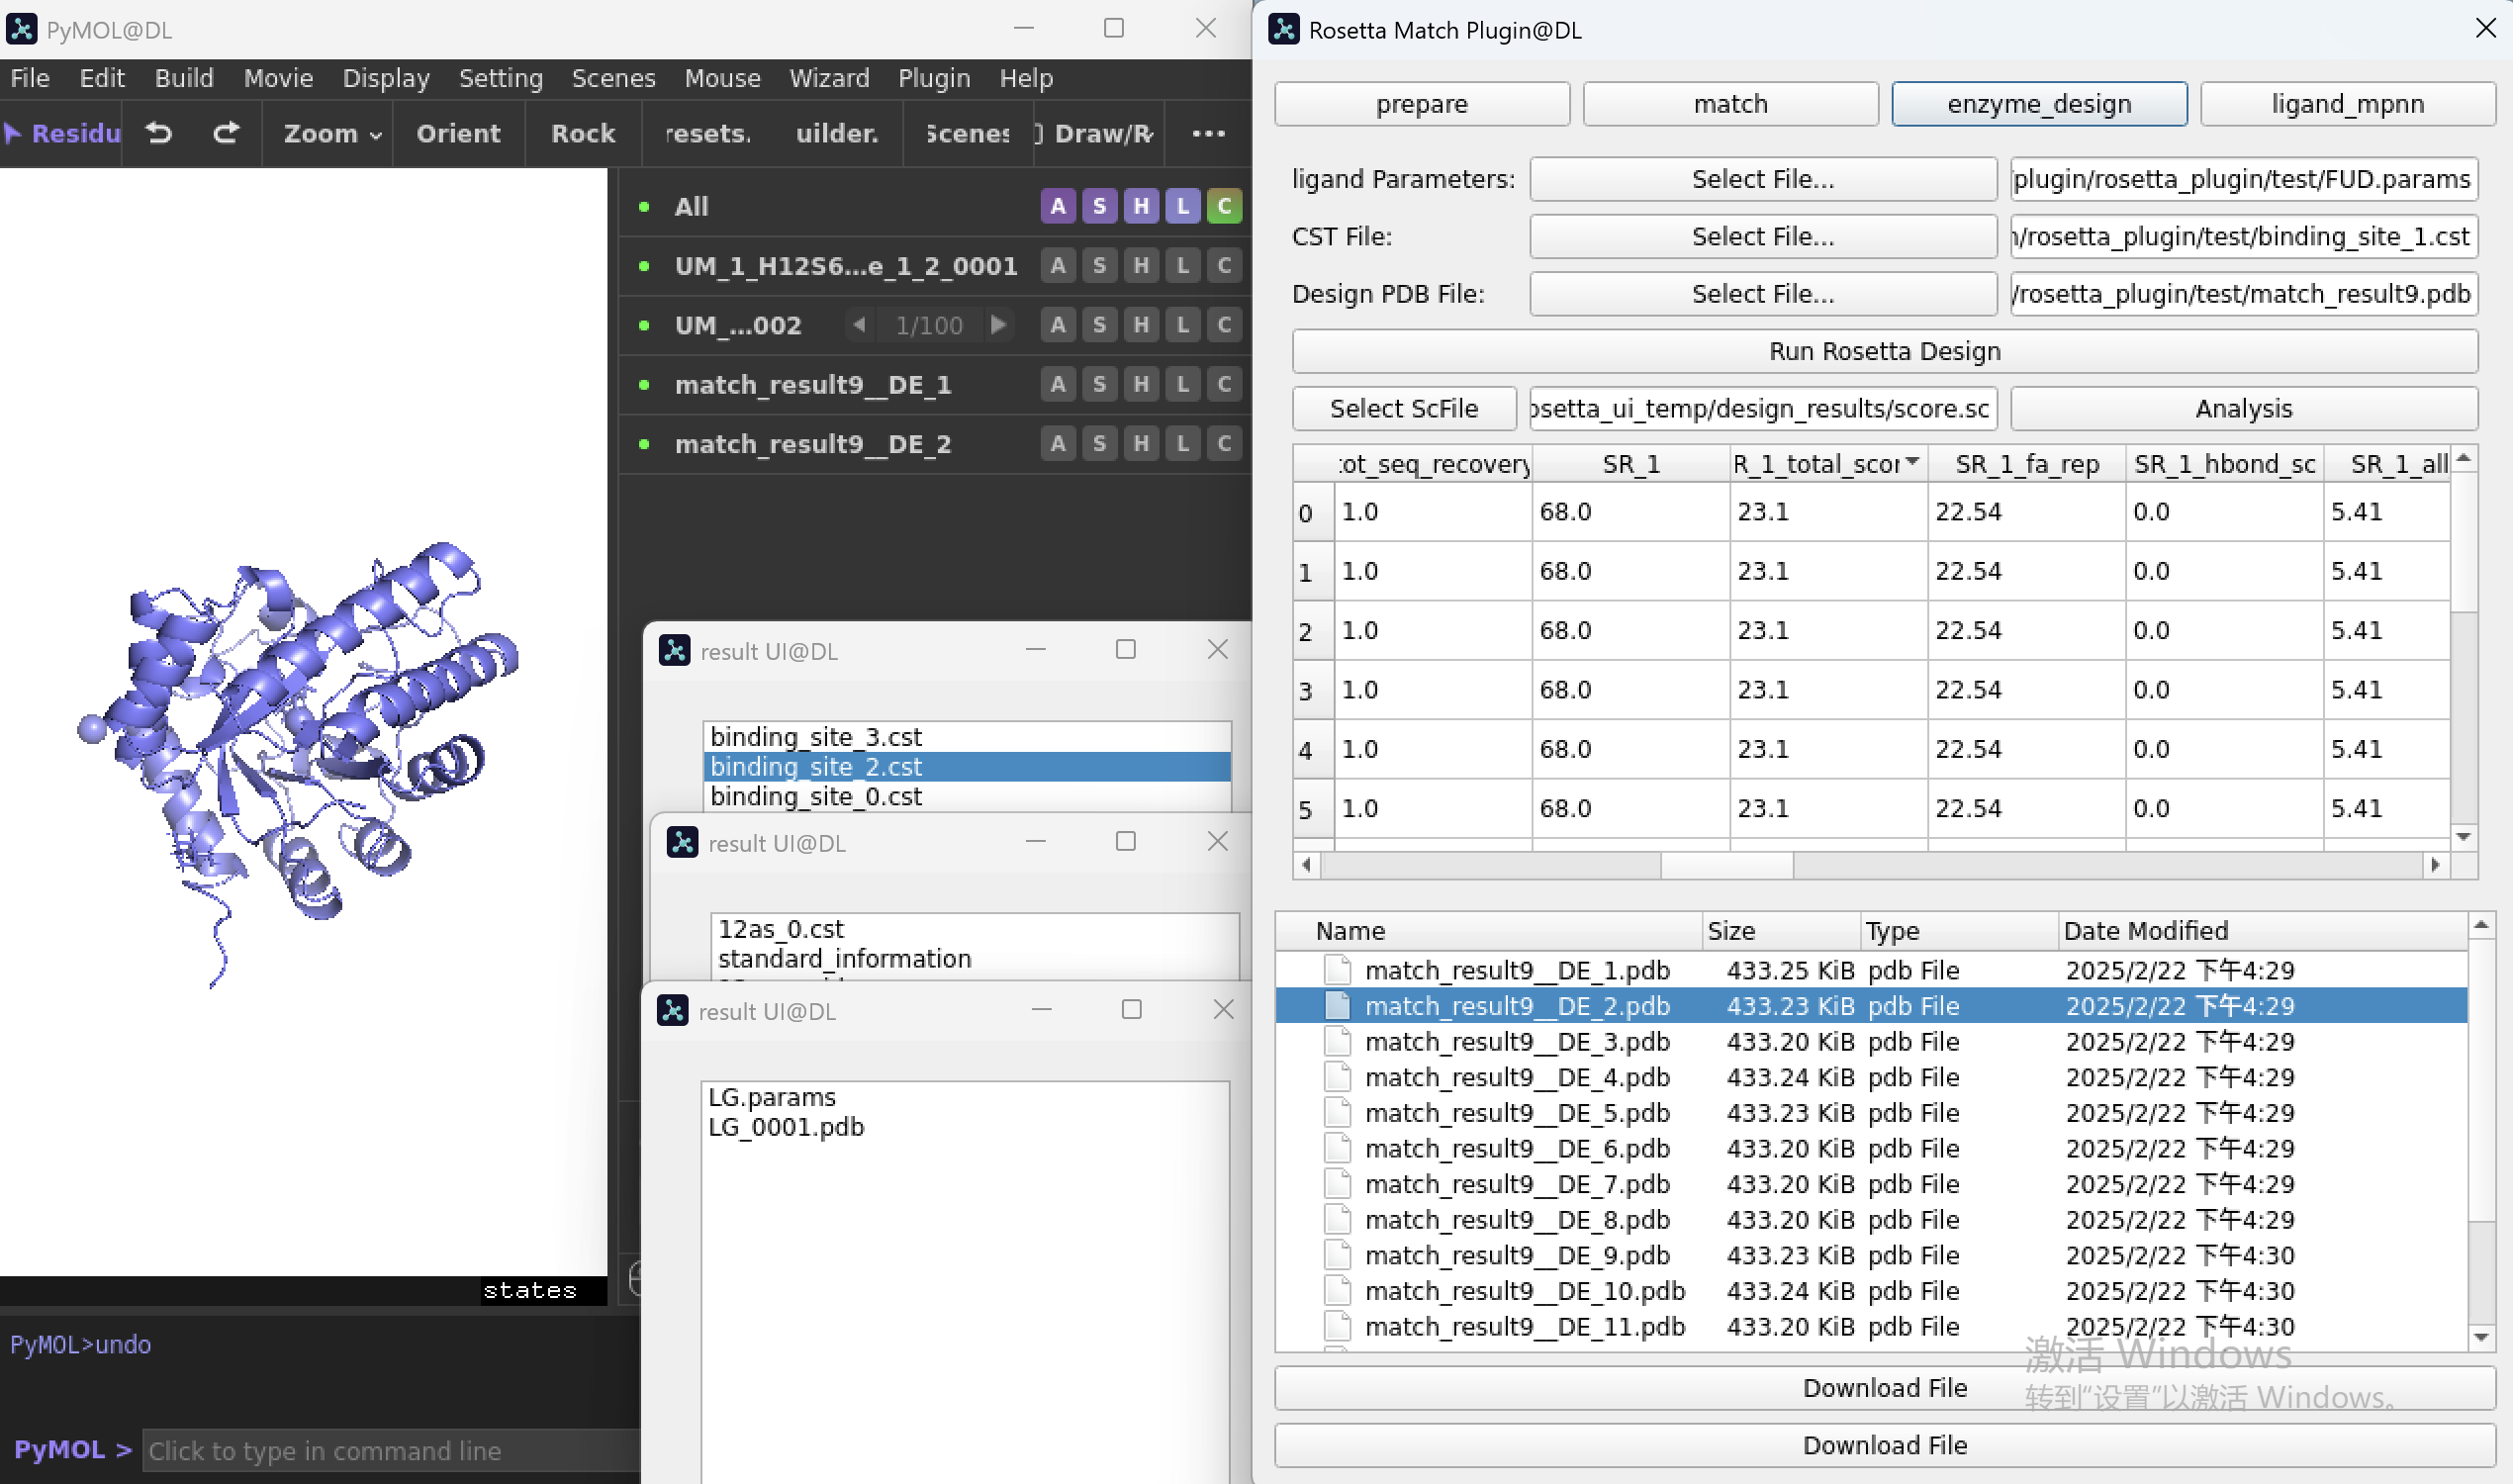 PyMOL@DL
File Edit Build Movie Display Setting Scenes Mouse Wizard Plugin Help
Residu Zoom Orient Rock resets. uilder. Scenes Draw/R •••
All A S H L C
UM_1_H12S6...e_1_2_0001 A S H L C
UM_...002 1/100 A S H L C
match_result9__DE_1 A S H L C
match_result9__DE_2 A S H L C
states
PyMOL>undo
PyMOL > Click to type in command line
result UI@DL
binding_site_3.cst
binding_site_2.cst
binding_site_0.cst
result UI@DL
12as_0.cst
standard_information
result UI@DL
LG.params
LG_0001.pdb
Rosetta Match Plugin@DL
prepare match enzyme_design ligand_mpnn
ligand Parameters: Select File... plugin/rosetta_plugin/test/FUD.params
CST File: Select File... /rosetta_plugin/test/binding_site_1.cst
Design PDB File: Select File... /rosetta_plugin/test/match_result9.pdb
Run Rosetta Design
Select ScFile osetta_ui_temp/design_results/score.sc Analysis
tot_seq_recovery SR_1 R_1_total_scor SR_1_fa_rep SR_1_hbond_sc SR_1_all
0 1.0 68.0 23.1 22.54 0.0 5.41
1 1.0 68.0 23.1 22.54 0.0 5.41
2 1.0 68.0 23.1 22.54 0.0 5.41
3 1.0 68.0 23.1 22.54 0.0 5.41
4 1.0 68.0 23.1 22.54 0.0 5.41
5 1.0 68.0 23.1 22.54 0.0 5.41
Name Size Type Date Modified
match_result9__DE_1.pdb 433.25 KiB pdb File 2025/2/22 下午4:29
match_result9__DE_2.pdb 433.23 KiB pdb File 2025/2/22 下午4:29
match_result9__DE_3.pdb 433.20 KiB pdb File 2025/2/22 下午4:29
match_result9__DE_4.pdb 433.24 KiB pdb File 2025/2/22 下午4:29
match_result9__DE_5.pdb 433.23 KiB pdb File 2025/2/22 下午4:29
match_result9__DE_6.pdb 433.20 KiB pdb File 2025/2/22 下午4:29
match_result9__DE_7.pdb 433.20 KiB pdb File 2025/2/22 下午4:29
match_result9__DE_8.pdb 433.20 KiB pdb File 2025/2/22 下午4:29
match_result9__DE_9.pdb 433.23 KiB pdb File 2025/2/22 下午4:30
match_result9__DE_10.pdb 433.24 KiB pdb File 2025/2/22 下午4:30
match_result9__DE_11.pdb 433.20 KiB pdb File 2025/2/22 下午4:30
激活 Windows
Download File
转到“设置”以激活 Windows。
Download File